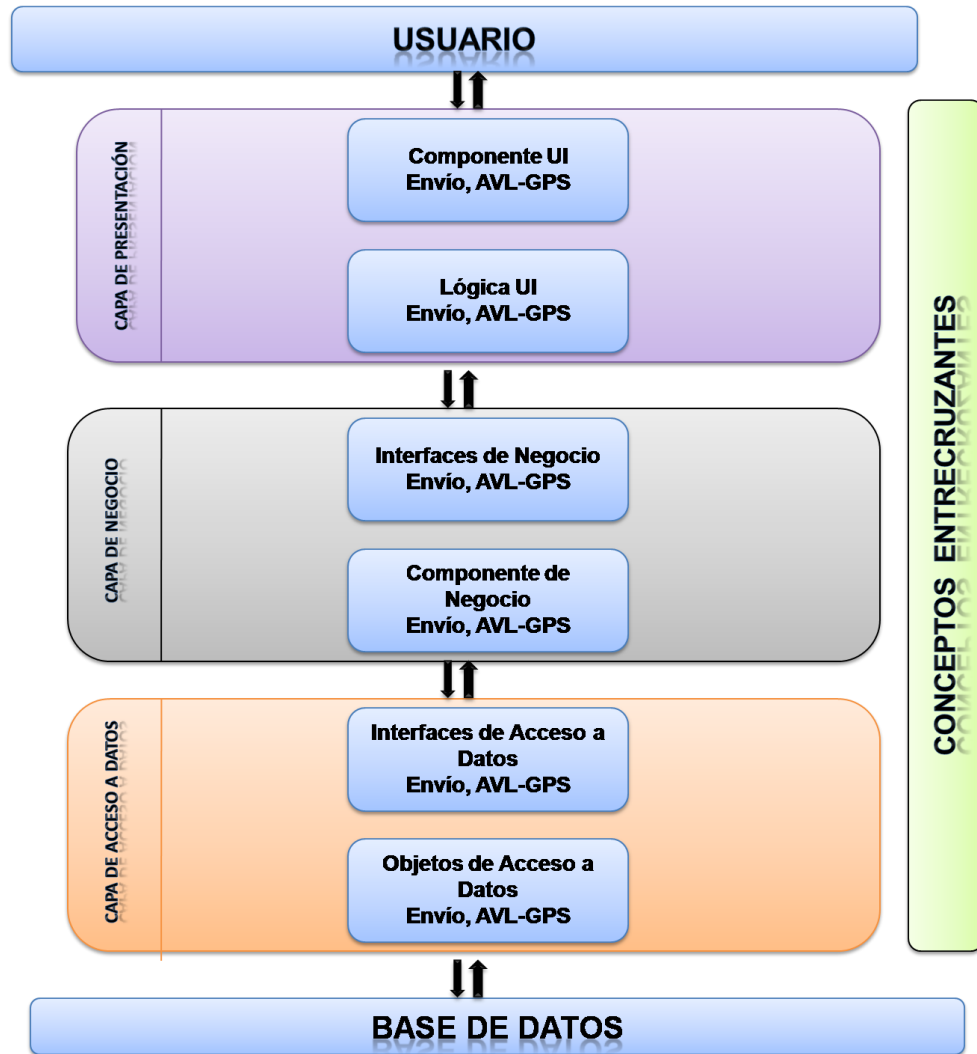 USUARIO
CAPA DE PRESENTACIÓN
Componente UI
Envío, AVL-GPS
Lógica UI
Envío, AVL-GPS
CAPA DE NEGOCIO
Interfaces de Negocio
Envío, AVL-GPS
Componente de
Negocio
Envío, AVL-GPS
CAPA DE ACCESO A DATOS
Interfaces de Acceso a
Datos
Envío, AVL-GPS
Objetos de Acceso a
Datos
Envío, AVL-GPS
CONCEPTOS ENTRECRUZANTES
BASE DE DATOS